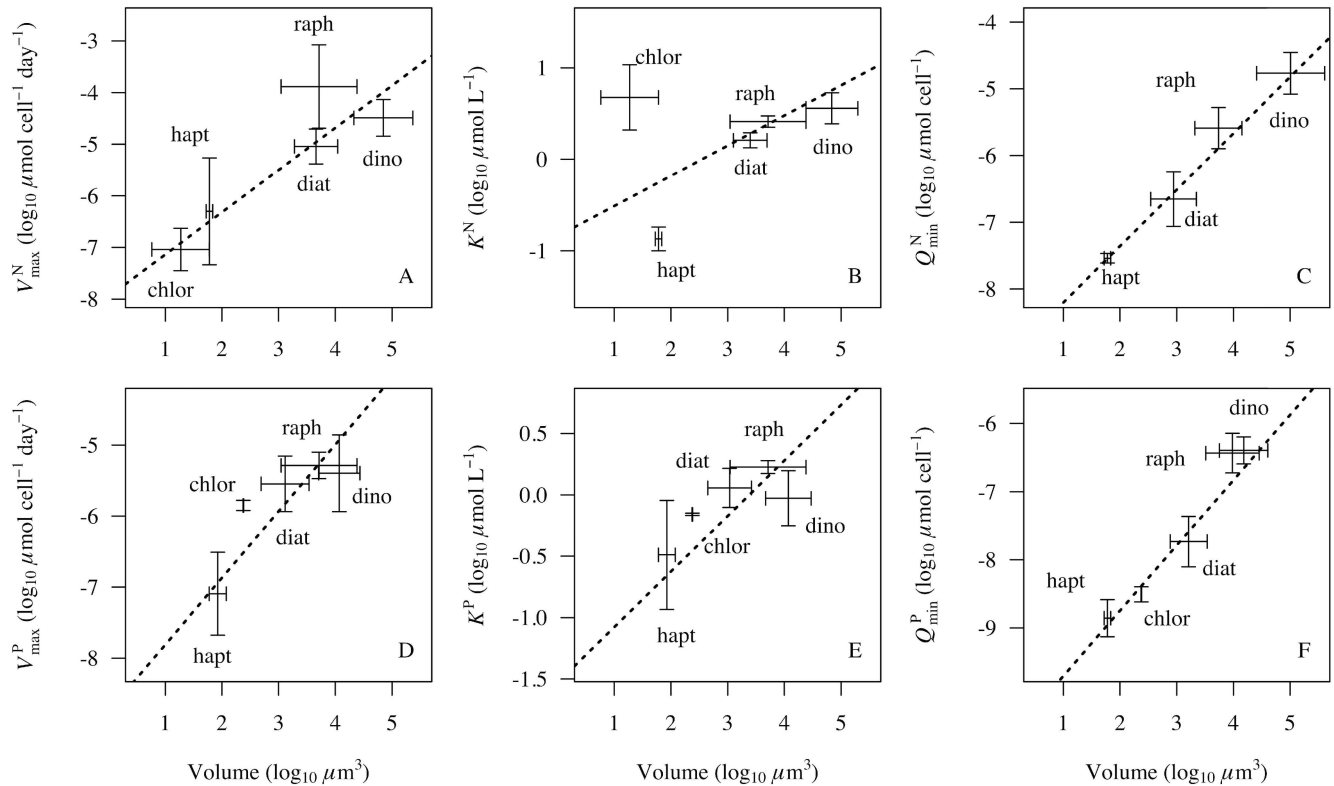 V^N_max (log10 μmol cell−1 day−1)
-3
-4
-5
-6
-7
-8
raph
hapt
diat
dino
chlor
A
1 2 3 4 5
K^N (log10 μmol L−1)
1
0
-1
chlor
raph
diat
dino
hapt
B
1 2 3 4 5
Q^N_min (log10 μmol cell−1)
-4
-5
-6
-7
-8
raph
dino
diat
hapt
C
1 2 3 4 5
V^P_max (log10 μmol cell−1 day−1)
-5
-6
-7
-8
raph
chlor
dino
diat
hapt
D
1 2 3 4 5
Volume (log10 μm3)
K^P (log10 μmol L−1)
0.5
0.0
-0.5
-1.0
-1.5
raph
diat
dino
chlor
hapt
E
1 2 3 4 5
Volume (log10 μm3)
Q^P_min (log10 μmol cell−1)
-6
-7
-8
-9
dino
raph
diat
hapt
chlor
F
1 2 3 4 5
Volume (log10 μm3)